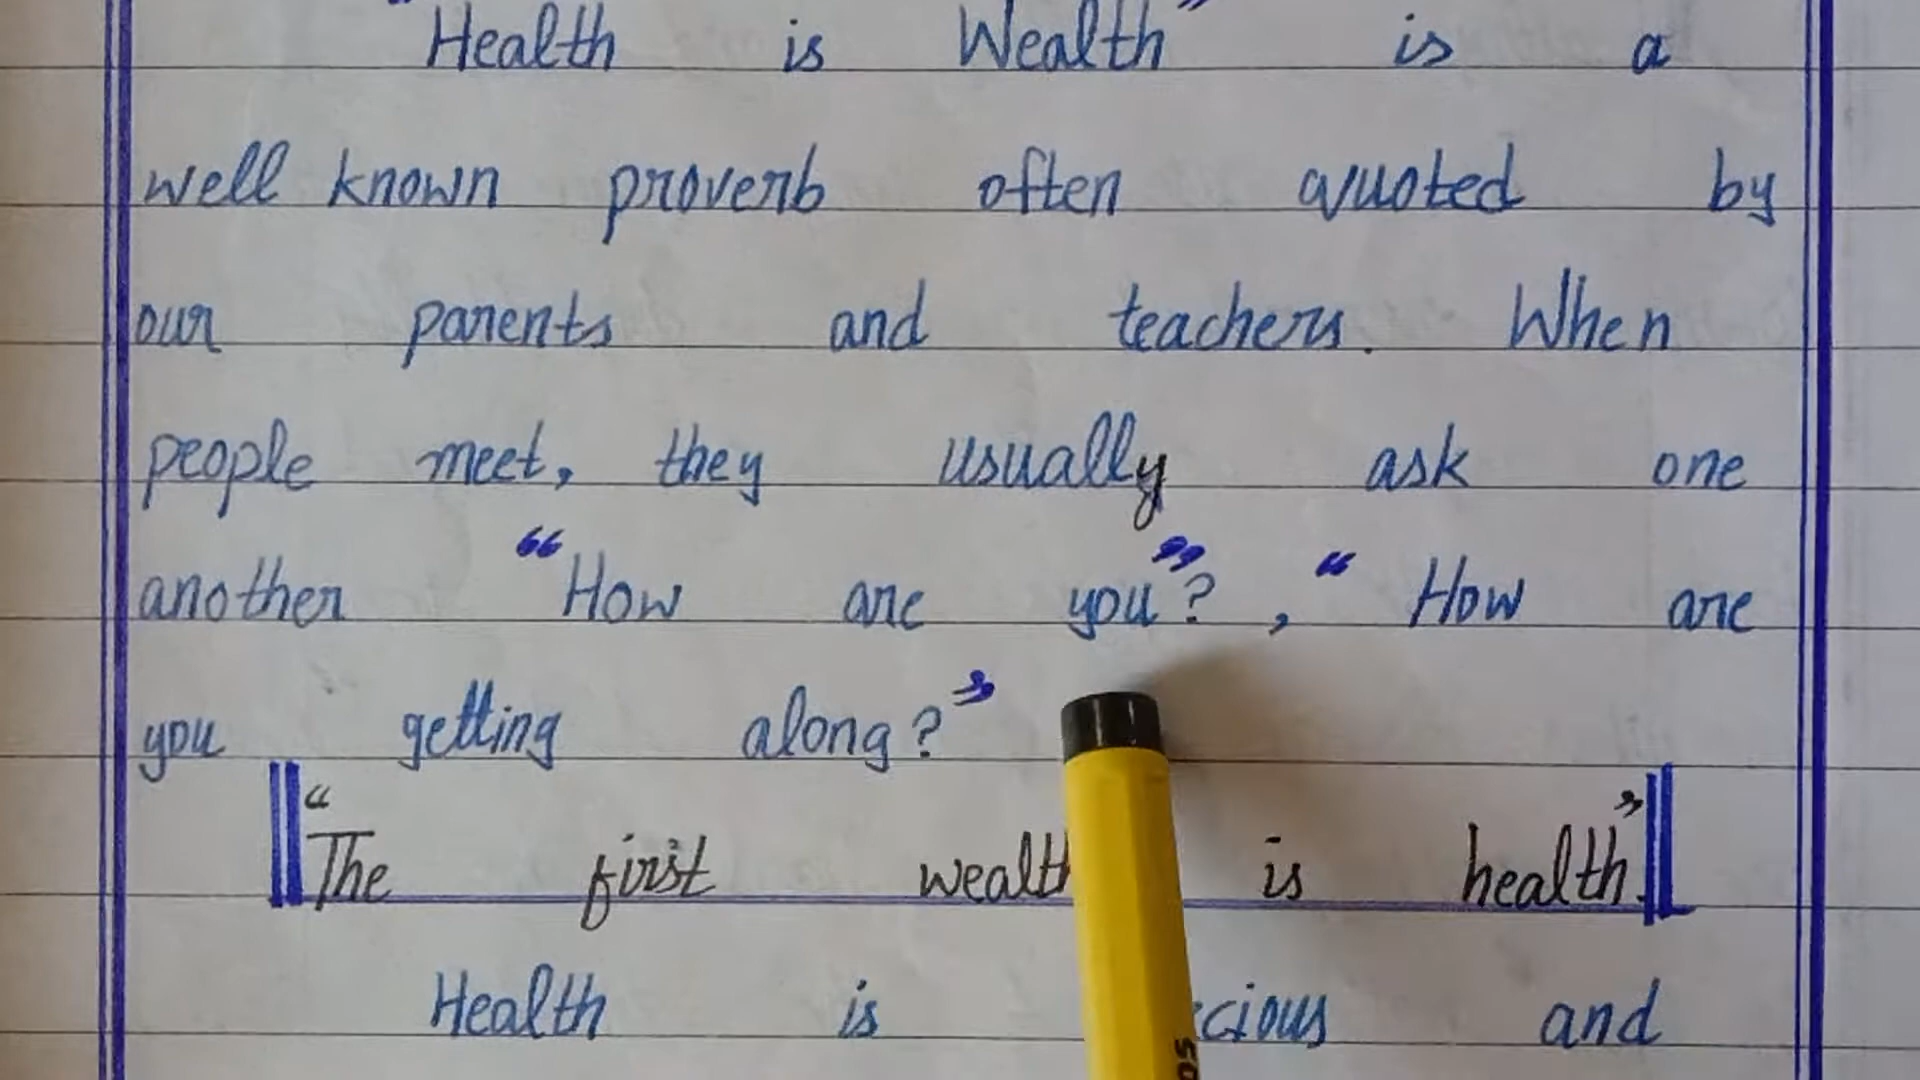 "Health is Wealth" is a
well known proverb often quoted by
our parents and teachers. When
people meet, they usually ask one
another "How are you"? , "How are
you getting along?"
"The first is health."
Health is and